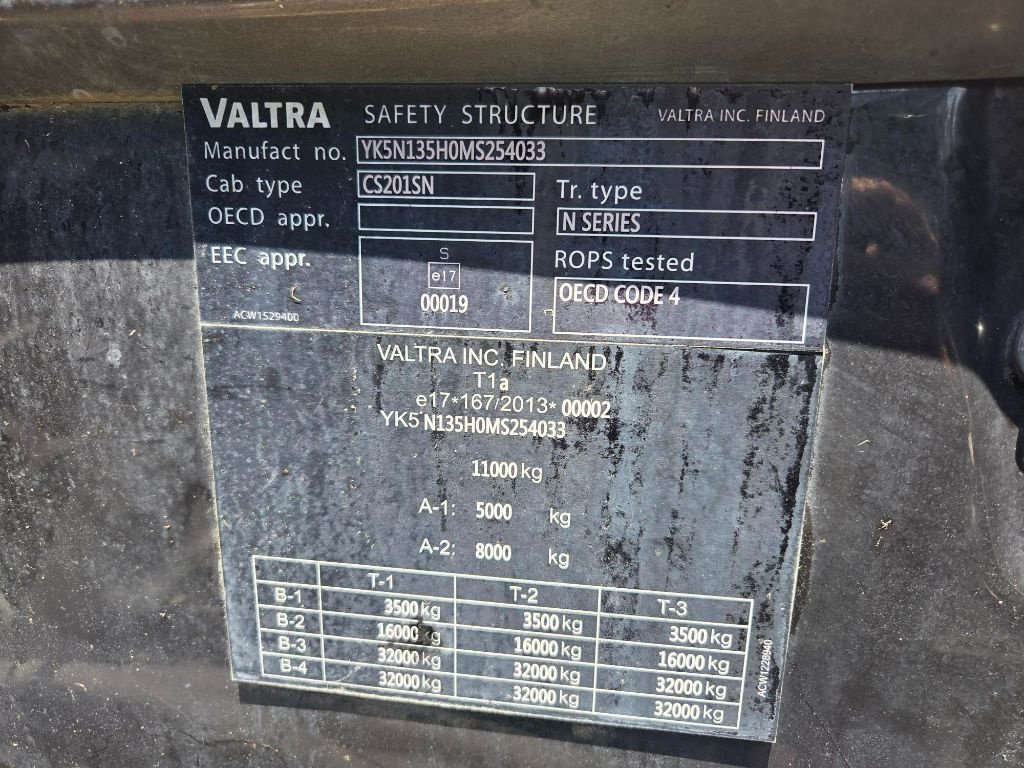 VALTRA SAFETY STRUCTURE VALTRA INC. FINLAND
Manufact no. YK5N135H0MS254033
Cab type CS201SN Tr. type
OECD appr. N SERIES
EEC appr. S ROPS tested
e17 OECD CODE 4
00019
ACW1529400
VALTRA INC. FINLAND
T1a
e17*167/2013*00002
YK5 N135H0MS254033
11000 kg
A-1: 5000 kg
A-2: 8000 kg
T-1 T-2 T-3
B-1 3500 kg 3500 kg 3500 kg
B-2 16000 kg 16000 kg 16000 kg
B-3 32000 kg 32000 kg 32000 kg
B-4 32000 kg 32000 kg 32000 kg
ACW1228940